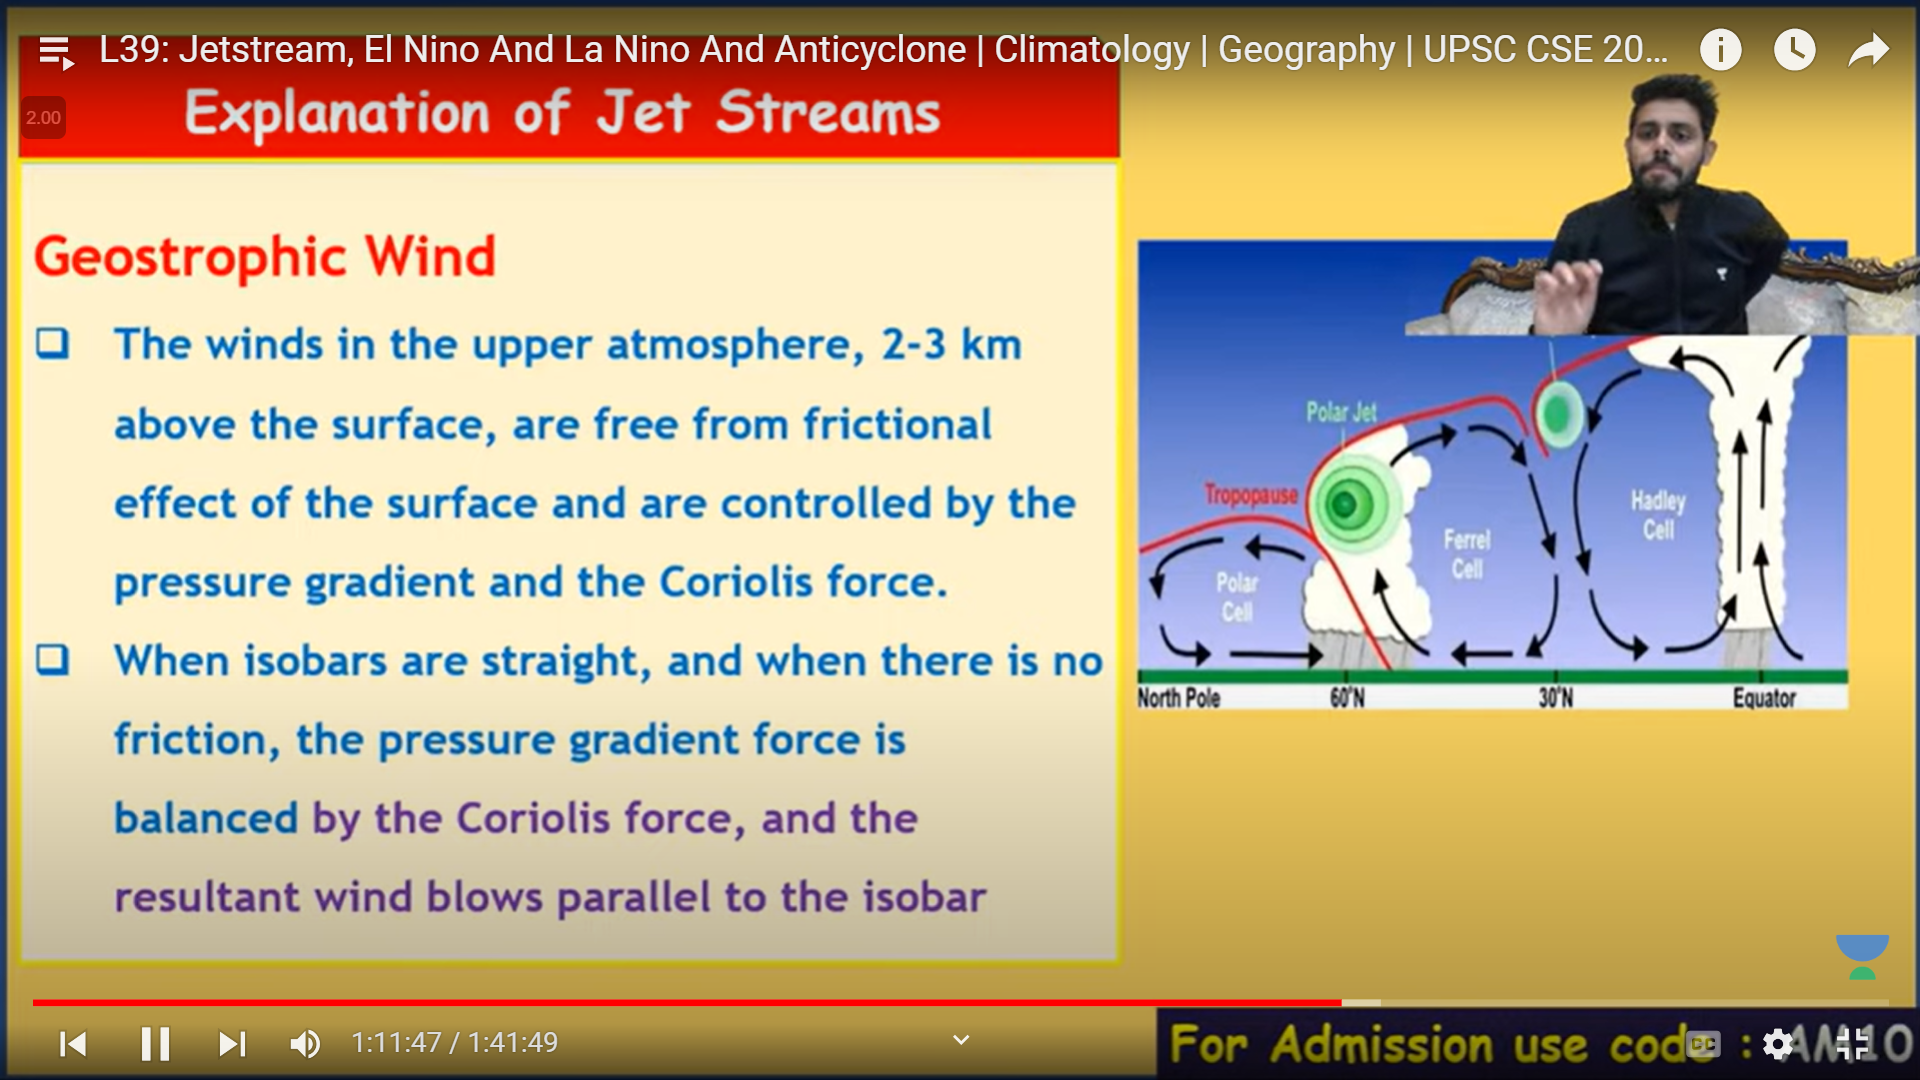 L39: Jetstream, El Nino And La Nino And Anticyclone | Climatology | Geography | UPSC CSE 20...
2.00
Explanation of Jet Streams
Geostrophic Wind
The winds in the upper atmosphere, 2-3 km
above the surface, are free from frictional
effect of the surface and are controlled by the
pressure gradient and the Coriolis force.
When isobars are straight, and when there is no
friction, the pressure gradient force is
balanced by the Coriolis force, and the
resultant wind blows parallel to the isobar
Polar Jet
Tropopause
Polar
Cell
Ferrel
Cell
Hadley
Cell
North Pole
60°N
30°N
Equator
1:11:47 / 1:41:49
For Admission use code : AM10
CC